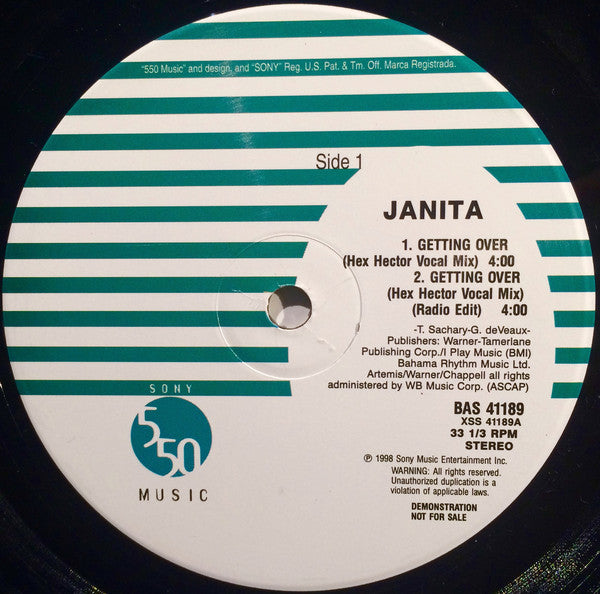 "550 Music" and design, and "SONY" Reg. U.S. Pat. & Tm. Off. Marca Registrada.
Side 1
JANITA
1. GETTING OVER
(Hex Hector Vocal Mix) 4:00
2. GETTING OVER
(Hex Hector Vocal Mix)
(Radio Edit) 4:00
-T. Sachary-G. deVeaux-
Publishers: Warner-Tamerlane
Publishing Corp./I Play Music (BMI)
Bahama Rhythm Music Ltd.
Artemis/Warner/Chappell all rights
administered by WB Music Corp. (ASCAP)
BAS 41189
XSS 41189A
33 1/3 RPM
STEREO
℗ 1998 Sony Music Entertainment Inc.
WARNING: All rights reserved.
Unauthorized duplication is a
violation of applicable laws.
DEMONSTRATION
NOT FOR SALE
SONY
550
MUSIC